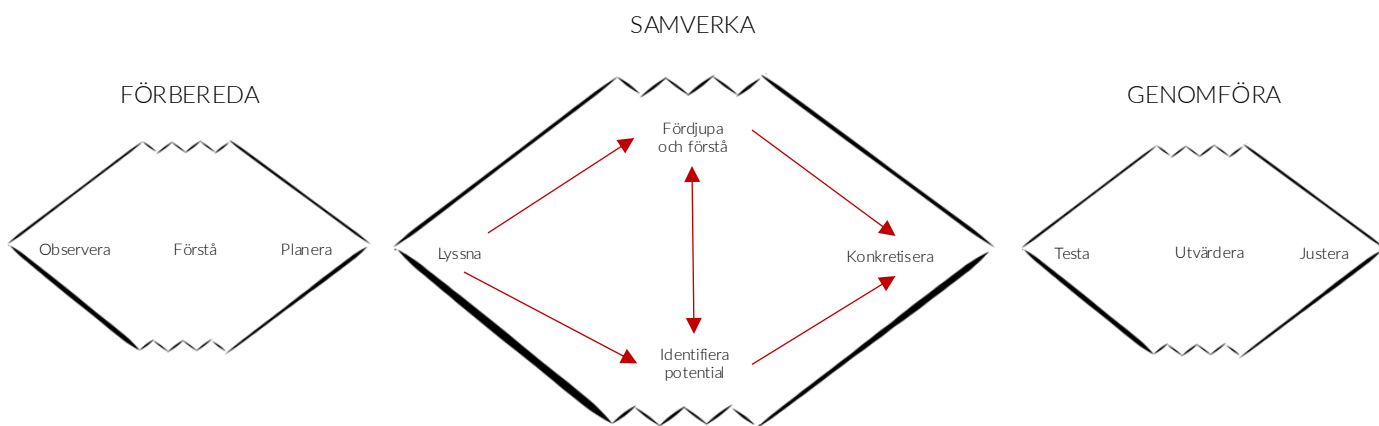 SAMVERKA
FÖRBEREDA
GENOMFÖRA
Observera
Förstå
Planera
Lyssna
Fördjupa
och förstå
Identifiera
potential
Konkretisera
Testa
Utvärdera
Justera